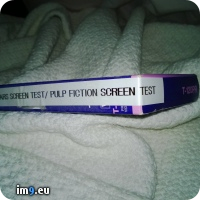 SCREEN TEST/ PULP FICTION SCREEN TEST
im9.eu